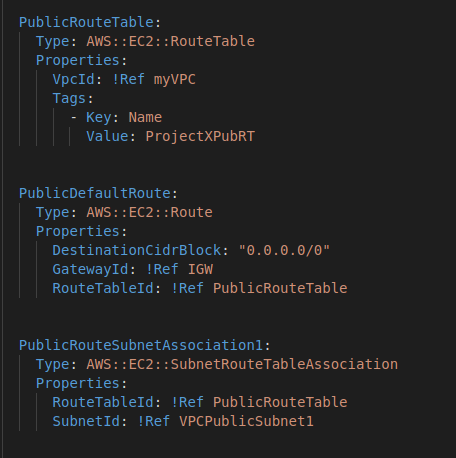 PublicRouteTable:
  Type: AWS::EC2::RouteTable
  Properties:
    VpcId: !Ref myVPC
    Tags:
      - Key: Name
        Value: ProjectXPubRT
PublicDefaultRoute:
  Type: AWS::EC2::Route
  Properties:
    DestinationCidrBlock: "0.0.0.0/0"
    GatewayId: !Ref IGW
    RouteTableId: !Ref PublicRouteTable
PublicRouteSubnetAssociation1:
  Type: AWS::EC2::SubnetRouteTableAssociation
  Properties:
    RouteTableId: !Ref PublicRouteTable
    SubnetId: !Ref VPCPublicSubnet1